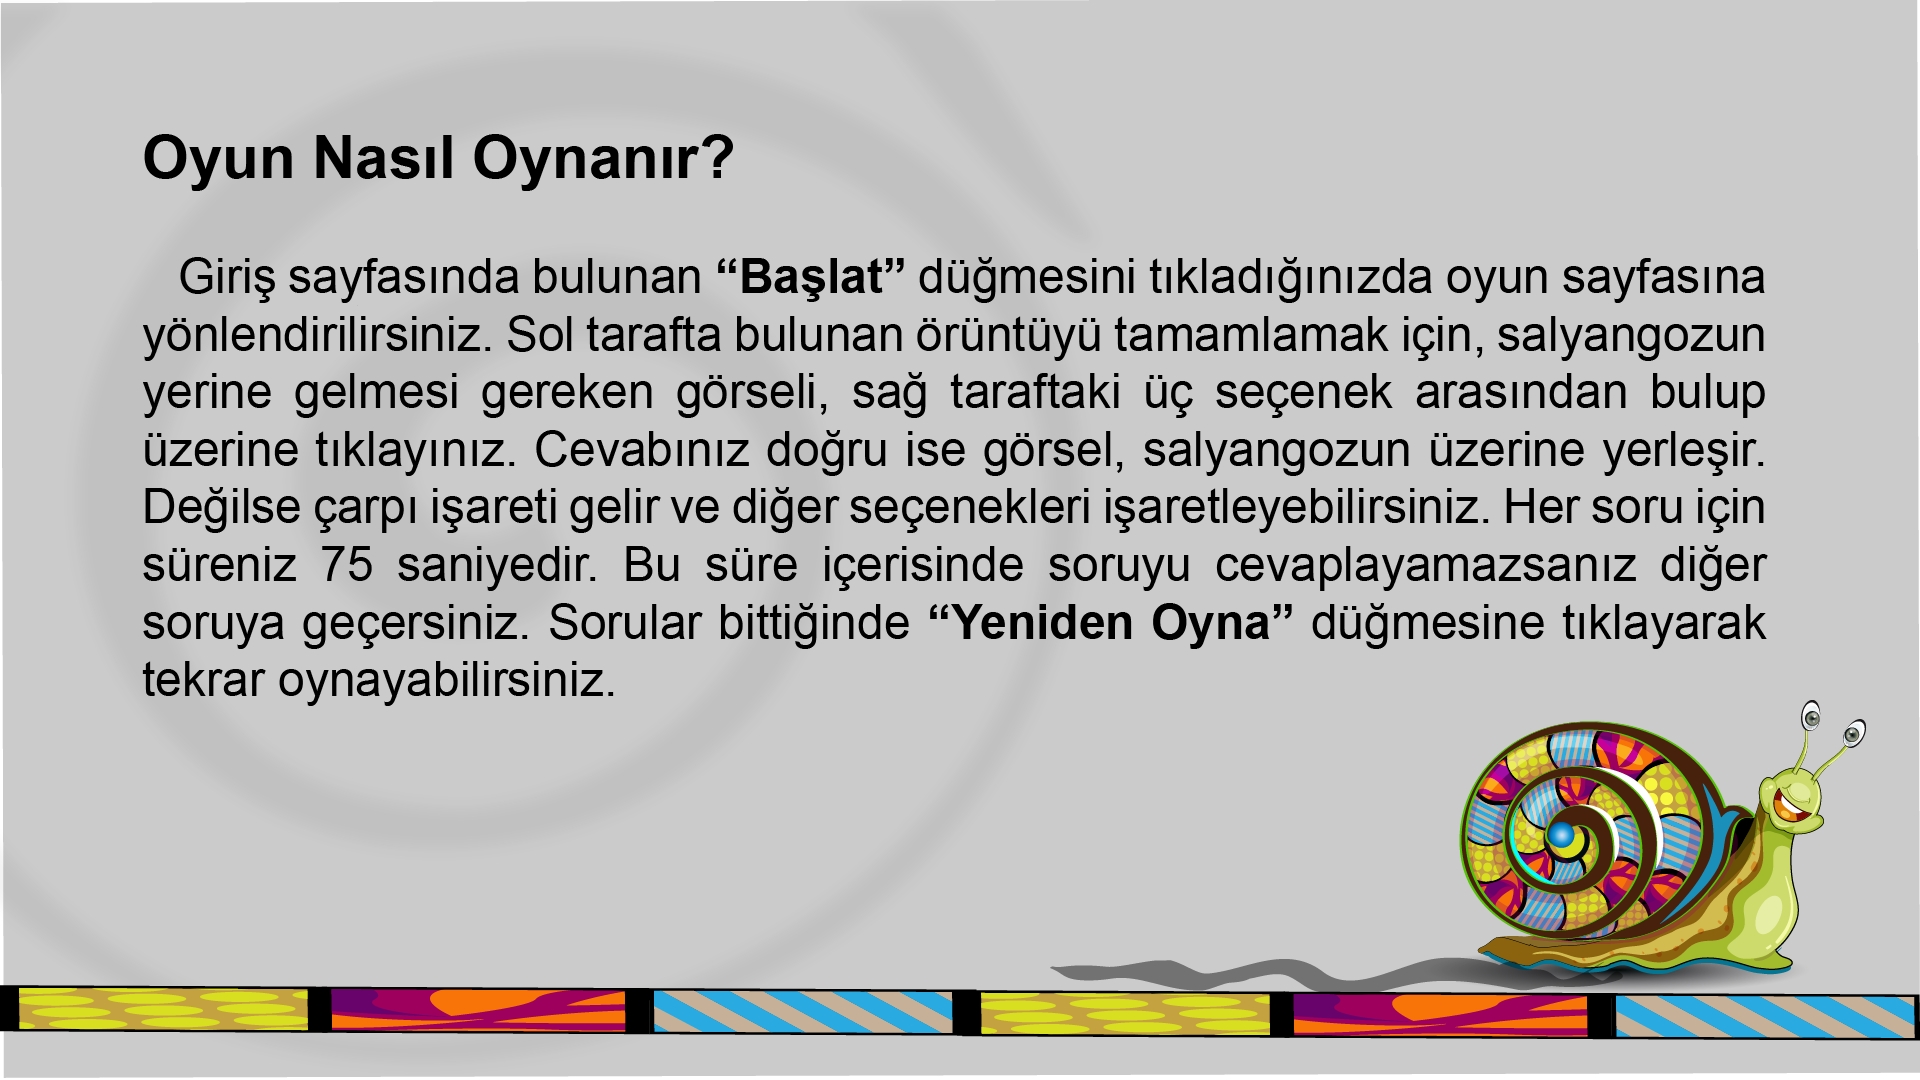 Oyun Nasıl Oynanır?
Giriş sayfasında bulunan “Başlat” düğmesini tıkladığınızda oyun sayfasına
yönlendirilirsiniz. Sol tarafta bulunan örüntüyü tamamlamak için, salyangozun
yerine gelmesi gereken görseli, sağ taraftaki üç seçenek arasından bulup
üzerine tıklayınız. Cevabınız doğru ise görsel, salyangozun üzerine yerleşir.
Değilse çarpı işareti gelir ve diğer seçenekleri işaretleyebilirsiniz. Her soru için
süreniz 75 saniyedir. Bu süre içerisinde soruyu cevaplayamazsanız diğer
soruya geçersiniz. Sorular bittiğinde “Yeniden Oyna” düğmesine tıklayarak
tekrar oynayabilirsiniz.